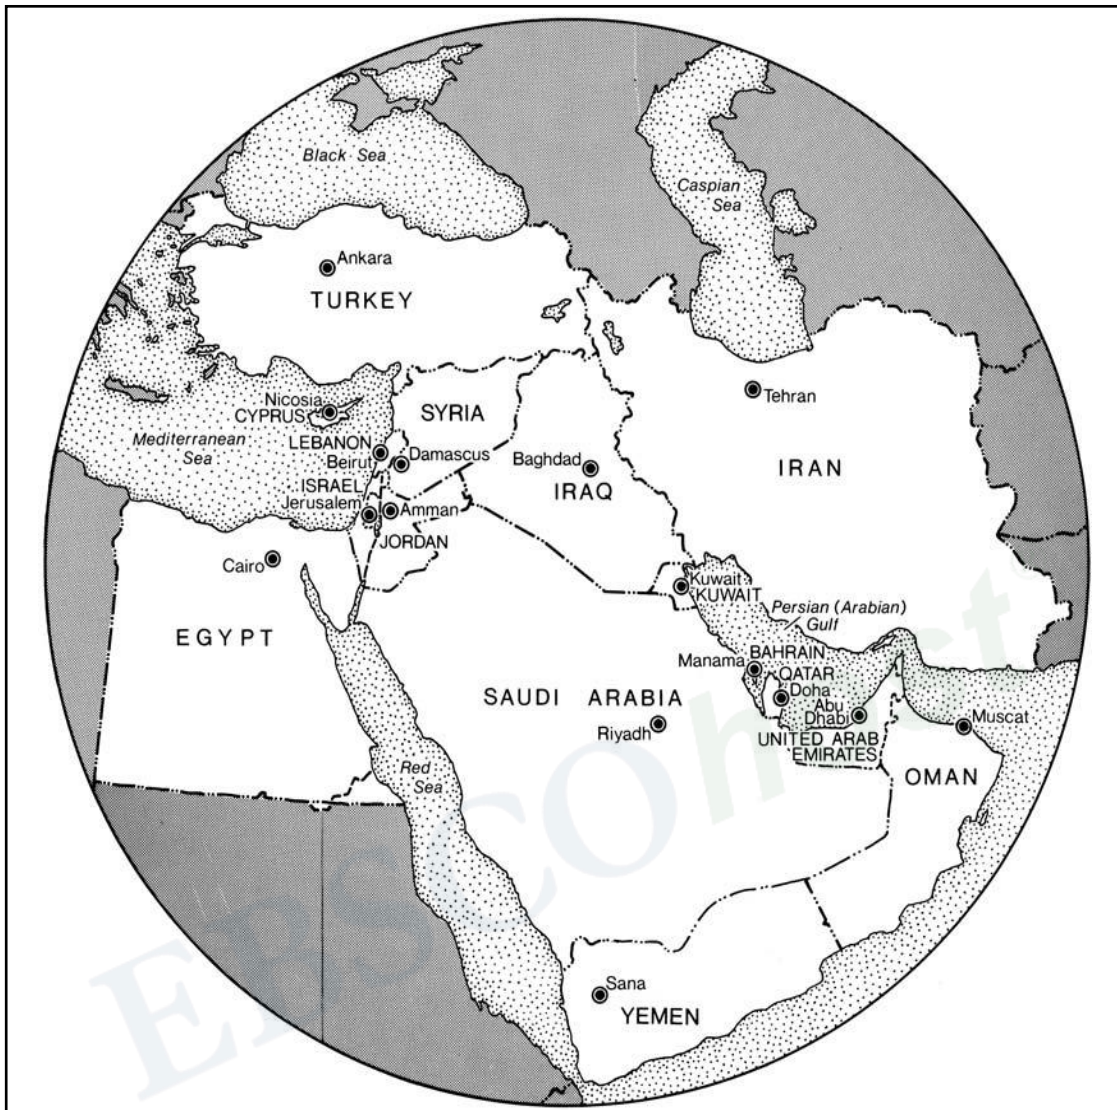 Black Sea
Caspian
Sea
Ankara
TURKEY
Tehran
Nicosia
CYPRUS
SYRIA
Mediterranean
Sea
LEBANON
Beirut
Damascus
Baghdad
IRAQ
IRAN
ISRAEL
Jerusalem
Amman
JORDAN
Cairo
Kuwait
KUWAIT
Persian (Arabian)
Gulf
EGYPT
Manama
BAHRAIN
QATAR
Doha
SAUDI ARABIA
Abu
Dhabi
Muscat
Riyadh
UNITED ARAB
EMIRATES
Red
Sea
OMAN
Sana
YEMEN
EBSCOhost